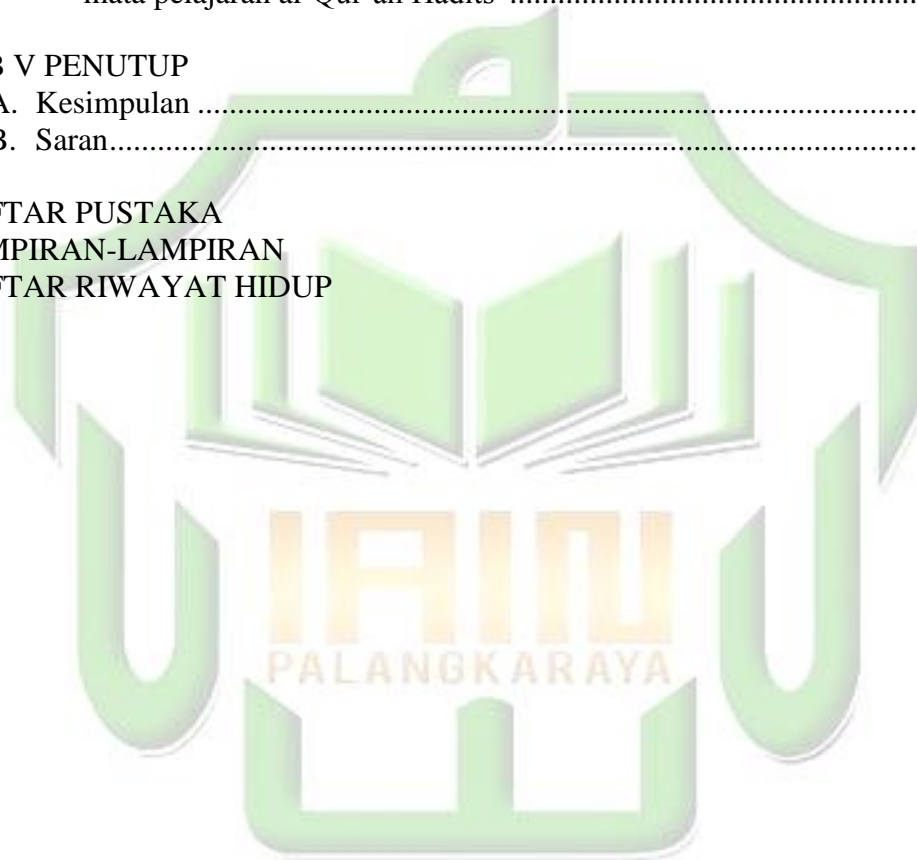 mata pelajaran al-Qur'an Hadits ................................................................
V PENUTUP
A. Kesimpulan ................................................................................................
B. Saran............................................................................................................
TAR PUSTAKA
MPIRAN-LAMPIRAN
TAR RIWAYAT HIDUP
IAIN
PALANGKARAYA